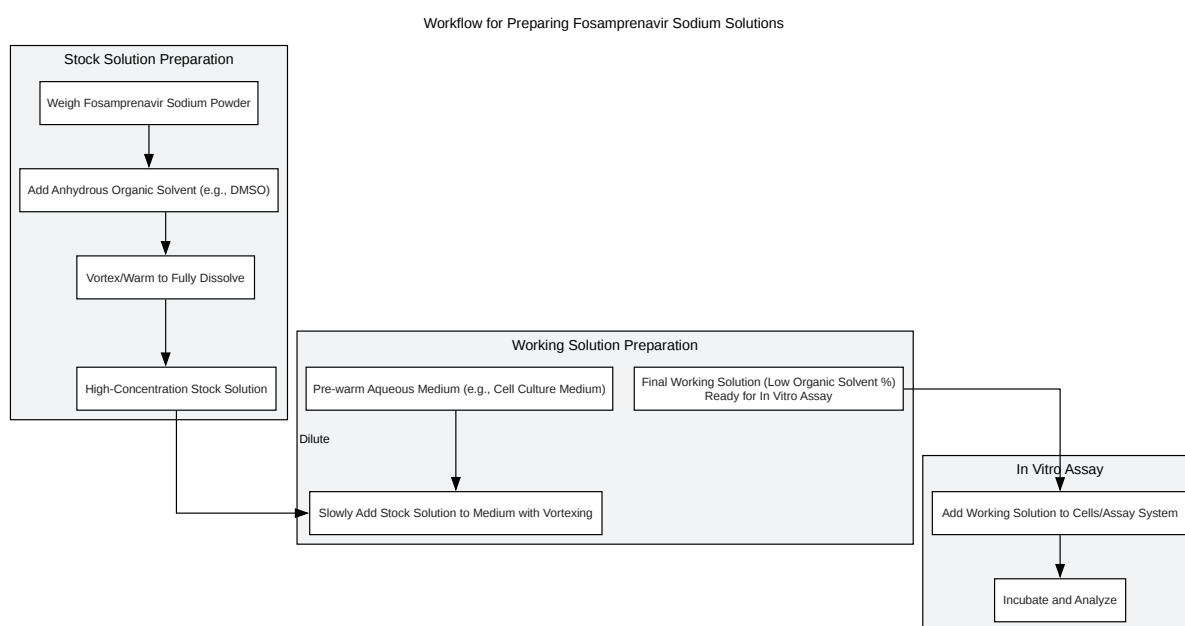 Workflow for Preparing Fosamprenavir Sodium Solutions
Stock Solution Preparation
Weigh Fosamprenavir Sodium Powder
Add Anhydrous Organic Solvent (e.g., DMSO)
Vortex/Warm to Fully Dissolve
High-Concentration Stock Solution
Working Solution Preparation
Pre-warm Aqueous Medium (e.g., Cell Culture Medium)
Final Working Solution (Low Organic Solvent %)
Ready for In Vitro Assay
Dilute
Slowly Add Stock Solution to Medium with Vortexing
In Vitro Assay
Add Working Solution to Cells/Assay System
Incubate and Analyze